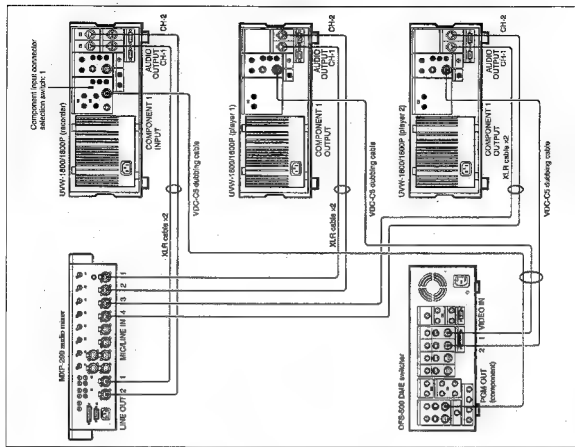 DFS-500 DME switcher
PGM OUT
(component)
2
1
VIDEO IN
MXP-290 audio mixer
LINE OUT
2
1
MIC/LINE IN
4
3
2
1
XLR cable x2
VDC-C5 dubbing cable
Component input connector
selection switch: 1
UVW-1800/1800P (recorder)
COMPONENT 1
INPUT
AUDIO
OUTPUT
CH-1
CH-2
XLR cable x2
VDC-C5 dubbing cable
UVW-1600/1600P (player 1)
COMPONENT 1
OUTPUT
AUDIO
OUTPUT
CH-1
CH-2
XLR cable x2
VDC-C5 dubbing cable
UVW-1600/1600P (player 2)
COMPONENT 1
OUTPUT
AUDIO
OUTPUT
CH-1
CH-2